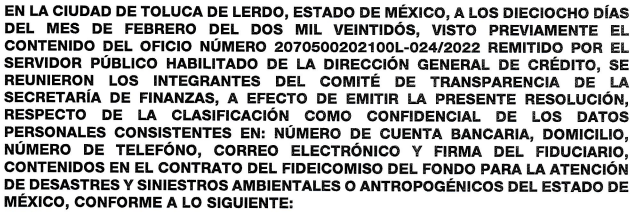 EN LA CIUDAD DE TOLUCA DE LERDO, ESTADO DE MÉXICO, A LOS DIECIOCHO DÍAS
DEL MES DE FEBRERO DEL DOS MIL VEINTIDÓS, VISTO PREVIAMENTE EL
CONTENIDO DEL OFICIO NÚMERO 2070500202100L-024/2022 REMITIDO POR EL
SERVIDOR PÚBLICO HABILITADO DE LA DIRECCIÓN GENERAL DE CRÉDITO, SE
REUNIERON LOS INTEGRANTES DEL COMITÉ DE TRANSPARENCIA DE LA
SECRETARÍA DE FINANZAS, A EFECTO DE EMITIR LA PRESENTE RESOLUCIÓN,
RESPECTO DE LA CLASIFICACIÓN COMO CONFIDENCIAL DE LOS DATOS
PERSONALES CONSISTENTES EN: NÚMERO DE CUENTA BANCARIA, DOMICILIO,
NÚMERO DE TELEFÓNO, CORREO ELECTRÓNICO Y FIRMA DEL FIDUCIARIO,
CONTENIDOS EN EL CONTRATO DEL FIDEICOMISO DEL FONDO PARA LA ATENCIÓN
DE DESASTRES Y SINIESTROS AMBIENTALES O ANTROPOGÉNICOS DEL ESTADO DE
MÉXICO, CONFORME A LO SIGUIENTE: